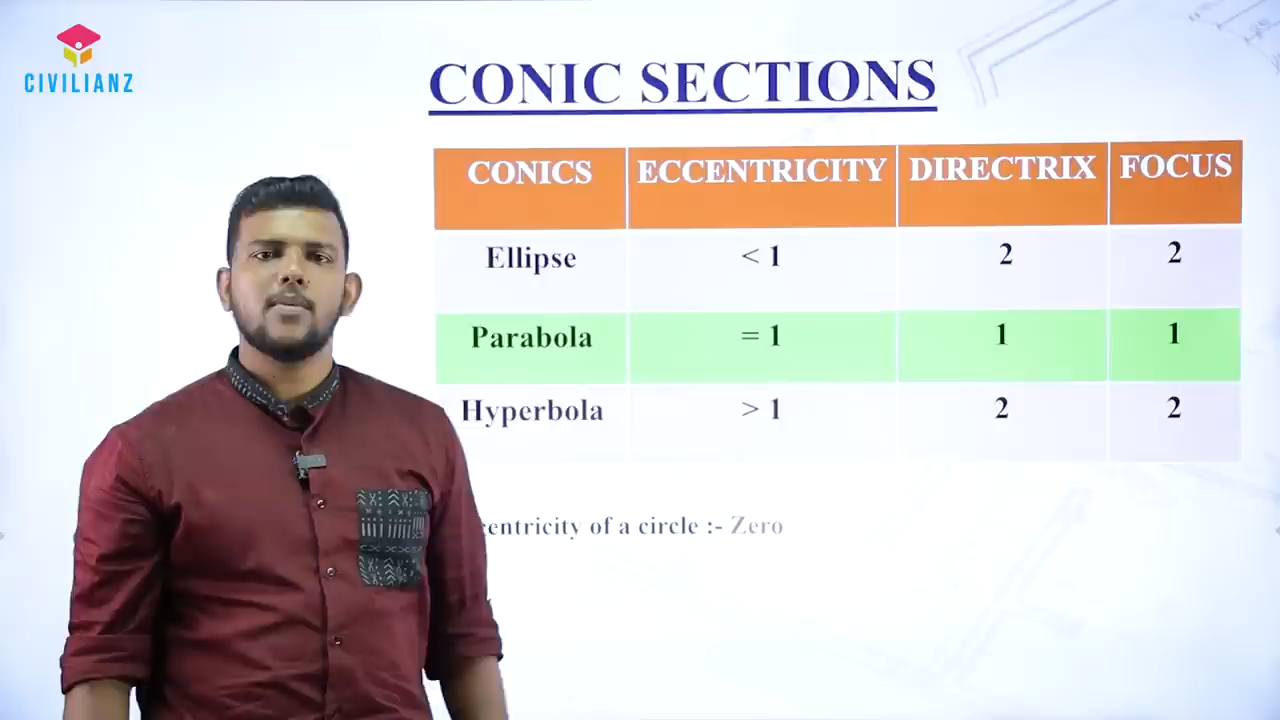 CIVILIANZ
CONIC SECTIONS
CONICS ECCENTRICITY DIRECTRIX FOCUS
Ellipse < 1 2 2
Parabola = 1 1 1
Hyperbola > 1 2 2
of a circle :- Zero